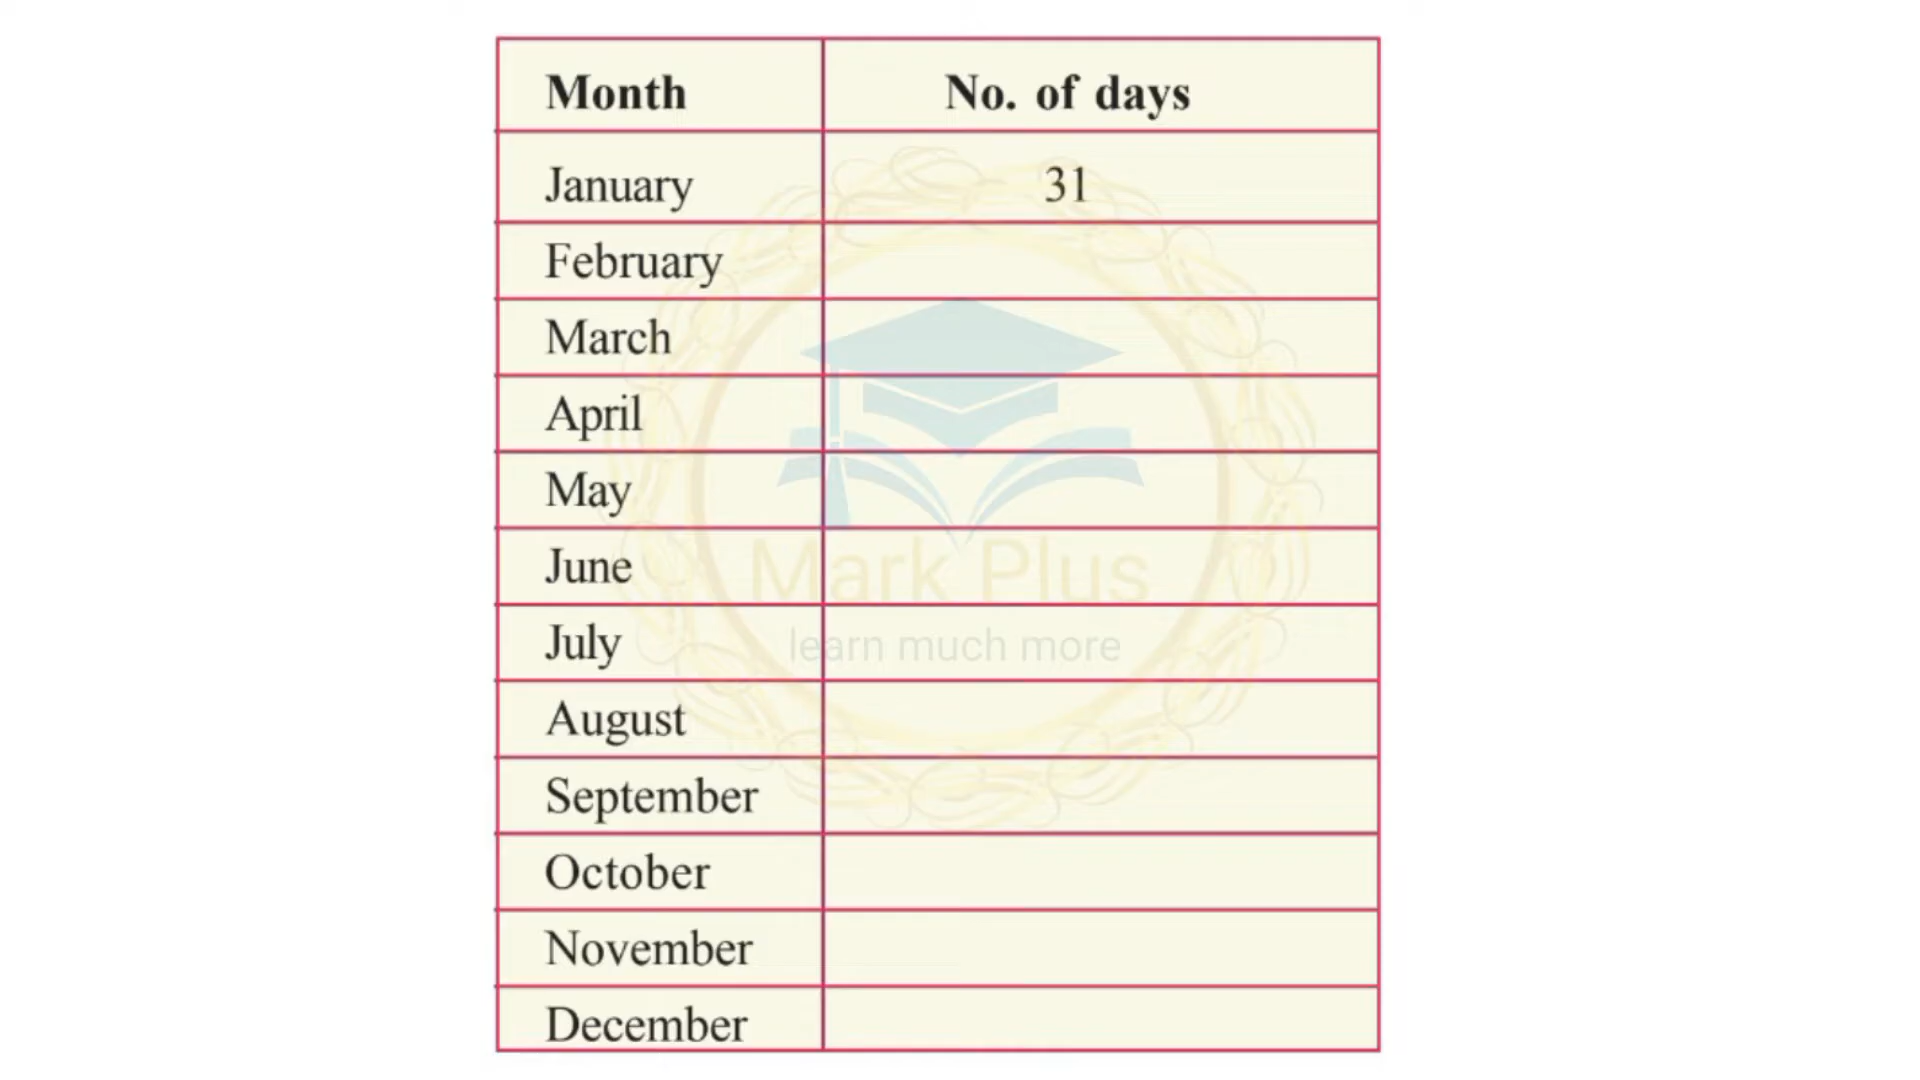 Month No. of days
January 31
February
March
April
May
June
Mark Plus
July
learn much more
August
September
October
November
December